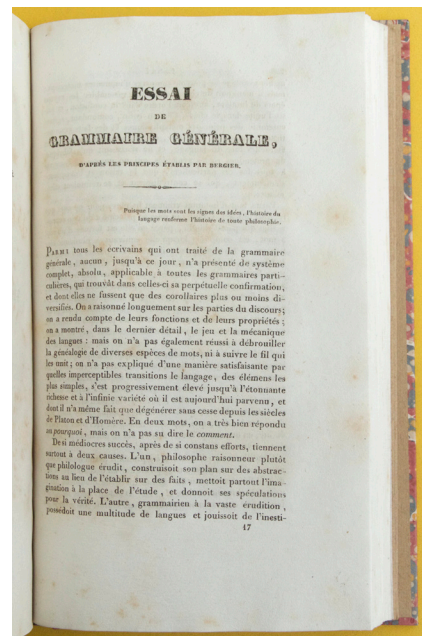 ESSAI
DE
GRAMMAIRE GÉNÉRALE,
D'APRÈS LES PRINCIPES ÉTABLIS PAR BERGIER.
Puisque les mots sont les signes des idées, l'histoire du
langage renferme l'histoire de toute philosophie.
PARMI tous les écrivains qui ont traité de la grammaire
générale, aucun, jusqu'à ce jour, n'a présenté de système
complet, absolu, applicable à toutes les grammaires parti-
culières, qui trouvât dans celles-ci sa perpétuelle confirmation,
et dont elles ne fussent que des corollaires plus ou moins di-
versifiés. On a raisonné longuement sur les parties du discours;
on a rendu compte de leurs fonctions et de leurs propriétés;
on a montré, dans le dernier détail, le jeu et la mécanique
des langues: mais on n'a pas également réussi à débrouiller
la généalogie de diverses espèces de mots, ni à suivre le fil qui
les unit; on n'a pas expliqué d'une manière satisfaisante par
quelles imperceptibles transitions le langage, des élémens les
plus simples, s'est progressivement élevé jusqu'à l'étonnante
richesse et à l'infinie variété où il est aujourd'hui parvenu, et
dont il n'a même fait que dégénérer sans cesse depuis les siècles
de Platon et d'Homère. En deux mots, on a très bien répondu
au pourquoi, mais on n'a pas su dire le comment.
De si médiocres succès, après de si constans efforts, tiennent
surtout à deux causes. L'un, philosophe raisonneur plutôt
que philologue érudit, construisoit son plan sur des abstrac-
tions au lieu de l'établir sur des faits, mettoit partout l'ima-
gination à la place de l'étude, et donnoit ses spéculations
pour la vérité. L'autre, grammairien à la vaste érudition,
possédoit une multitude de langues et jouissoit de l'inesti-
17